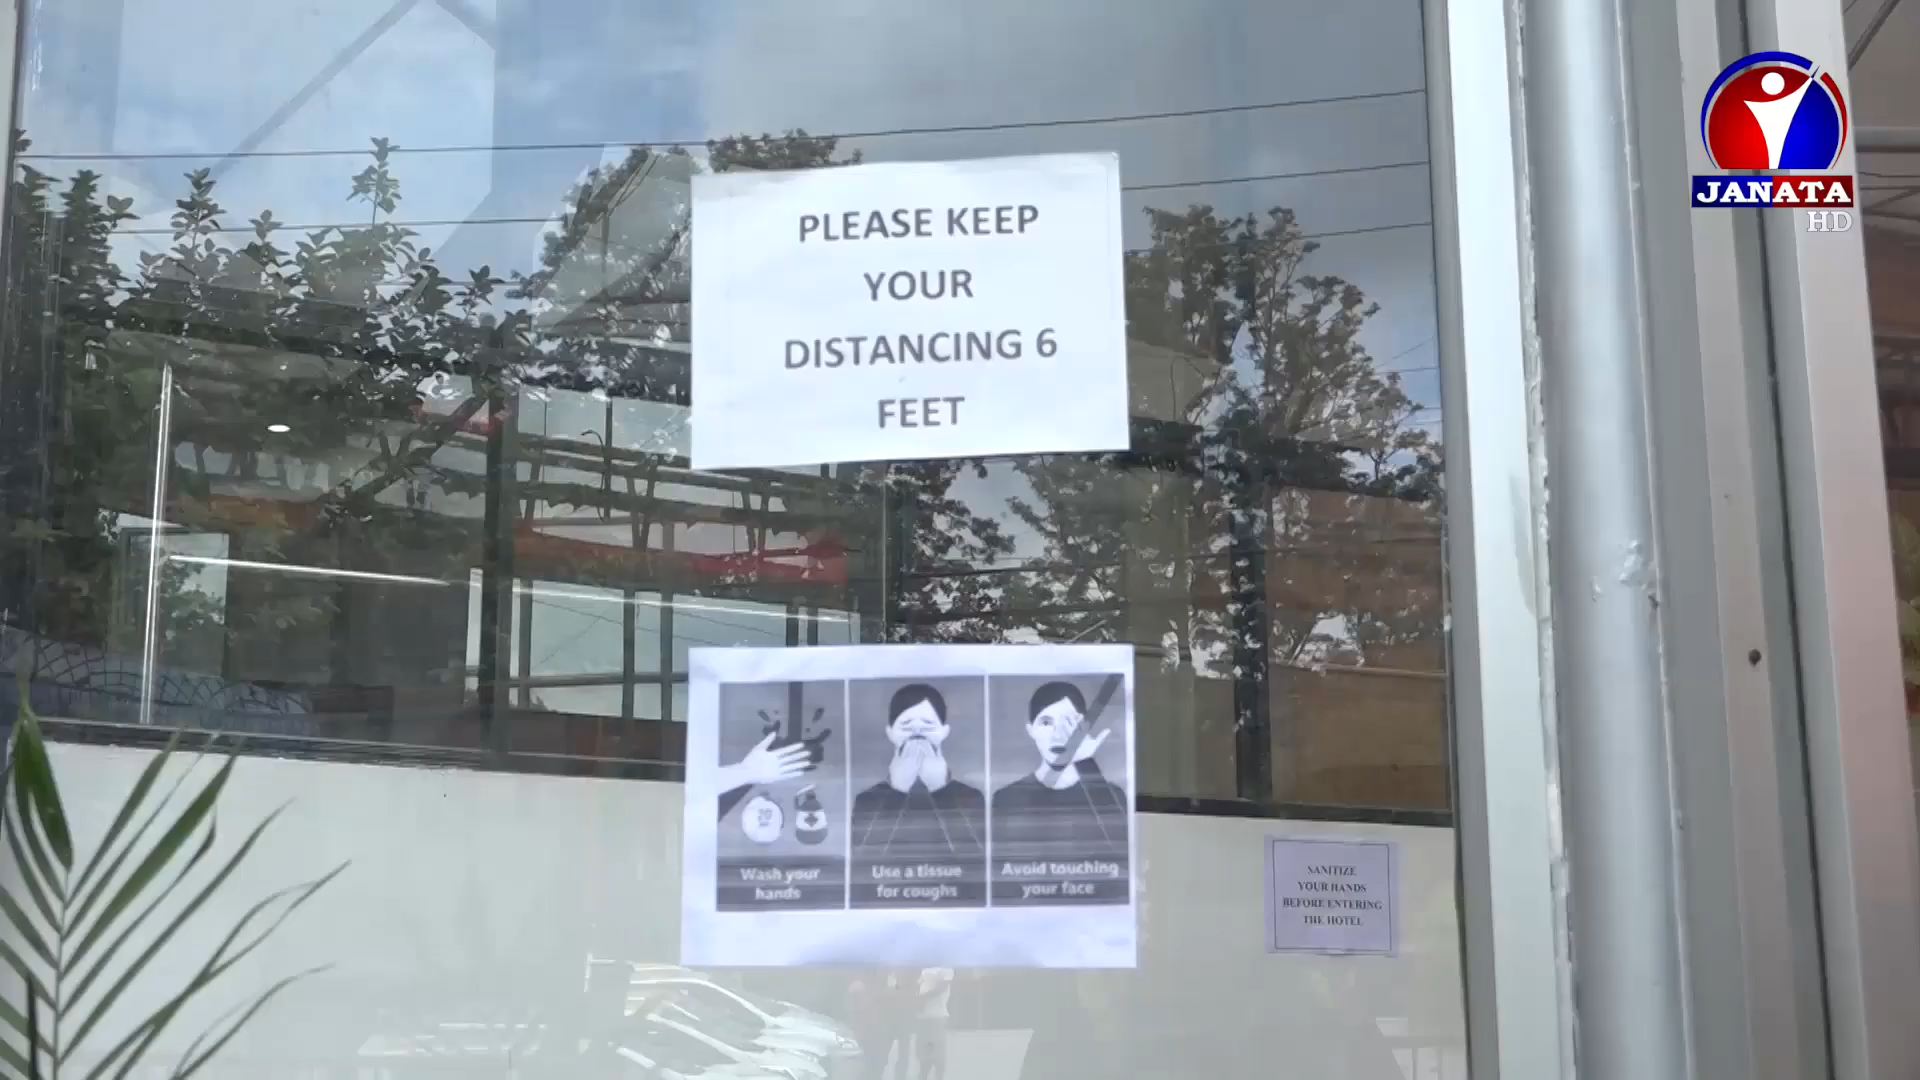 JANATA
HD
PLEASE KEEP
YOUR
DISTANCING 6
FEET
Wash your
hands
Use a tissue
for coughs
Avoid touching
your face
SANITIZE
YOUR HANDS
BEFORE ENTERING
THE HOTEL